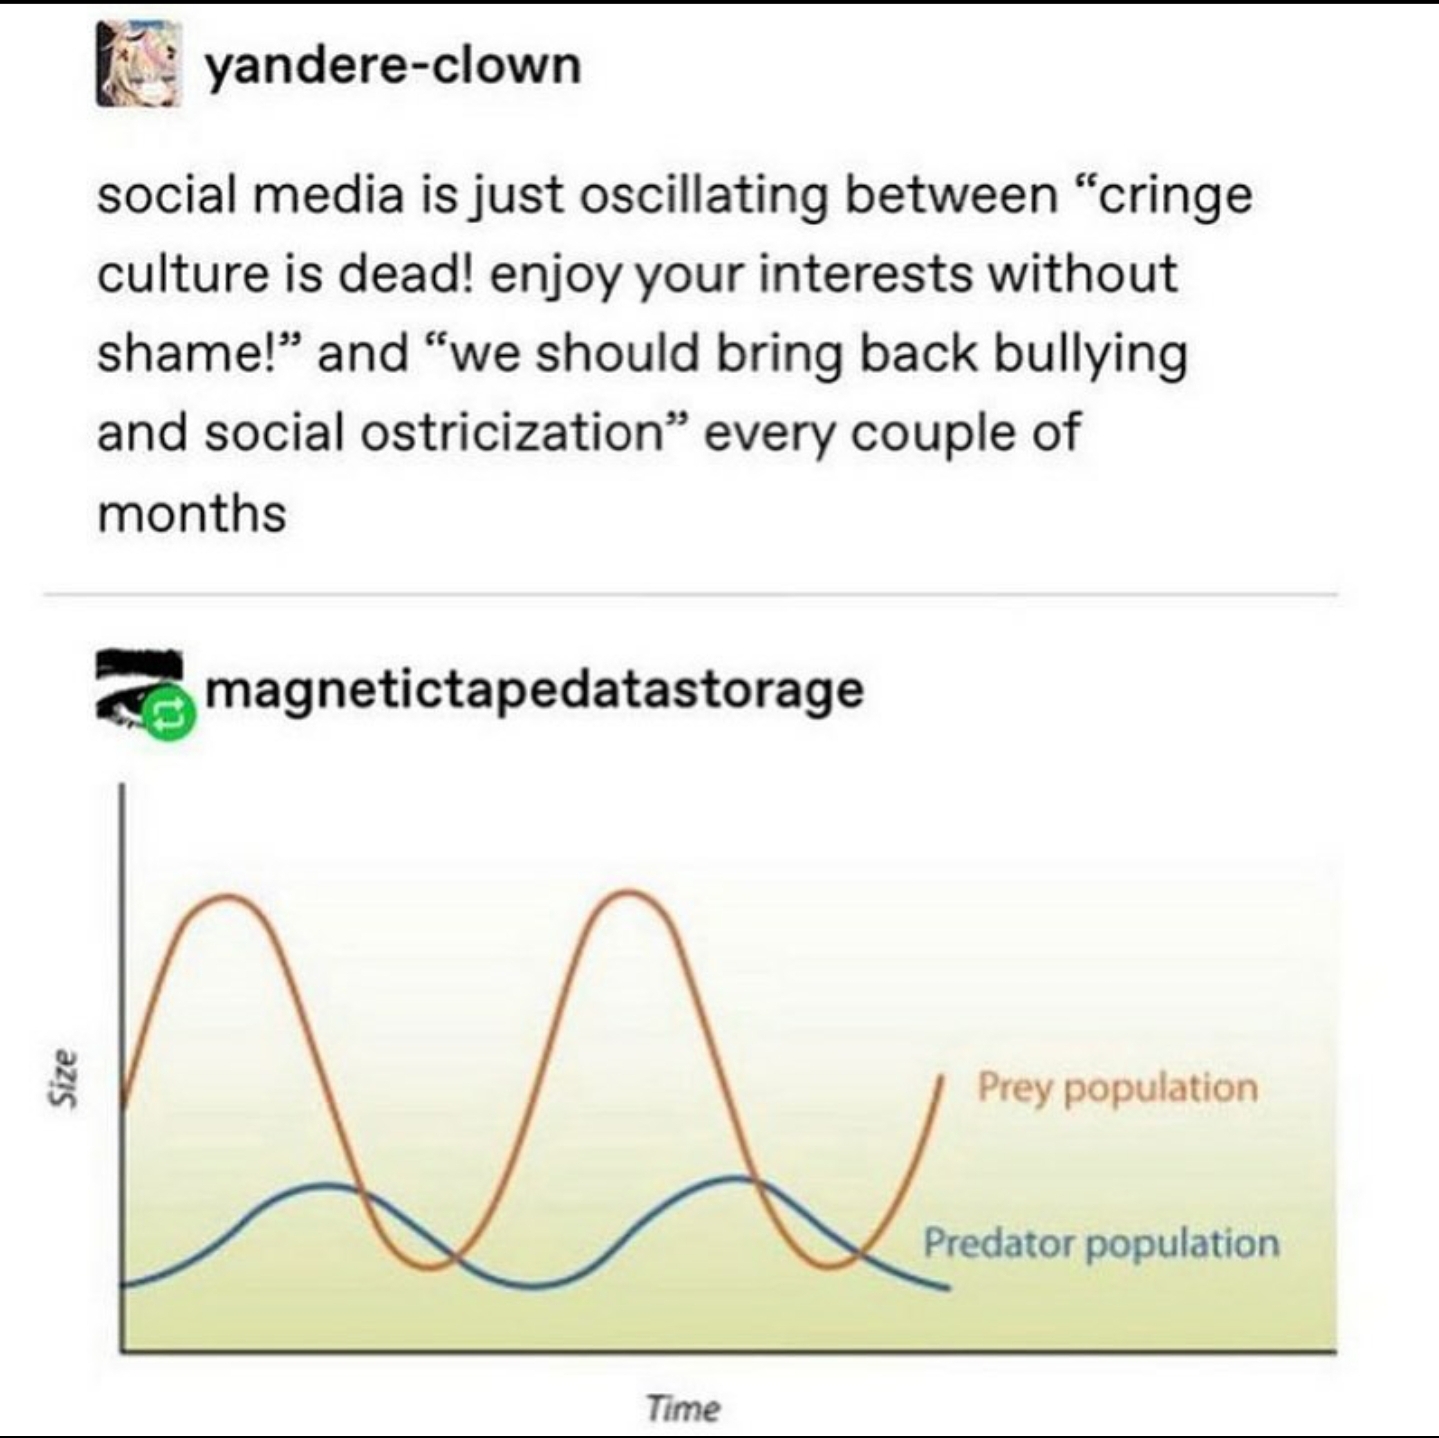 yandere-clown
social media is just oscillating between “cringe
culture is dead! enjoy your interests without
shame!” and “we should bring back bullying
and social ostricization” every couple of
months
magnetictapedatastorage
Size
Prey population
Predator population
Time